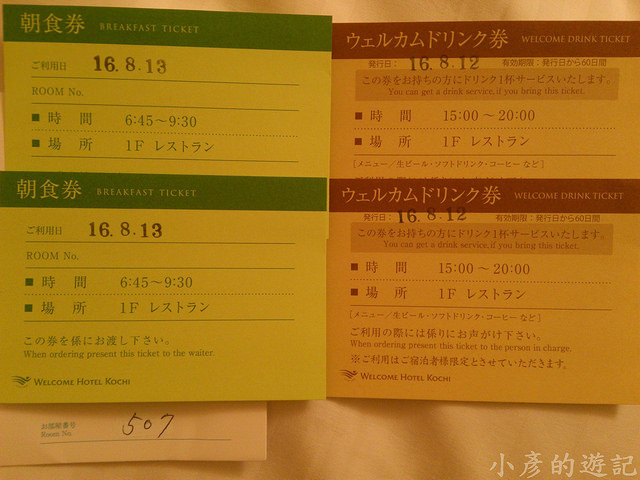 朝食券 BREAKFAST TICKET
ご利用日 16.8.13
ROOM No.
■時 間 6:45~9:30
■場 所 1F レストラン
朝食券 BREAKFAST TICKET
ご利用日 16.8.13
ROOM No.
■時 間 6:45~9:30
■場 所 1F レストラン
この券を係にお渡し下さい。
When ordering present this ticket to the waiter.
WELCOME HOTEL KOCHI
お部屋番号
Room No. 507
ウェルカムドリンク券 WELCOME DRINK TICKET
発行日: 16.8.12 有効期限:発行日から60日間
この券をお持ちの方にドリンク1杯サービスいたします。
You can get a drink service, if you bring this ticket.
■時 間 15:00~20:00
■場 所 1F レストラン
[メニュー/生ビール・ソフトドリンク・コーヒー など]
ウェルカムドリンク券 WELCOME DRINK TICKET
発行日: 16.8.12 有効期限:発行日から60日間
この券をお持ちの方にドリンク1杯サービスいたします。
You can get a drink service, if you bring this ticket.
■時 間 15:00~20:00
■場 所 1F レストラン
[メニュー/生ビール・ソフトドリンク・コーヒー など]
ご利用の際には係りにお声がけ下さい。
When ordering present this ticket to the person in charge.
※ご利用はご宿泊者様限定とさせていただきます。
WELCOME HOTEL KOCHI
小彥的遊記